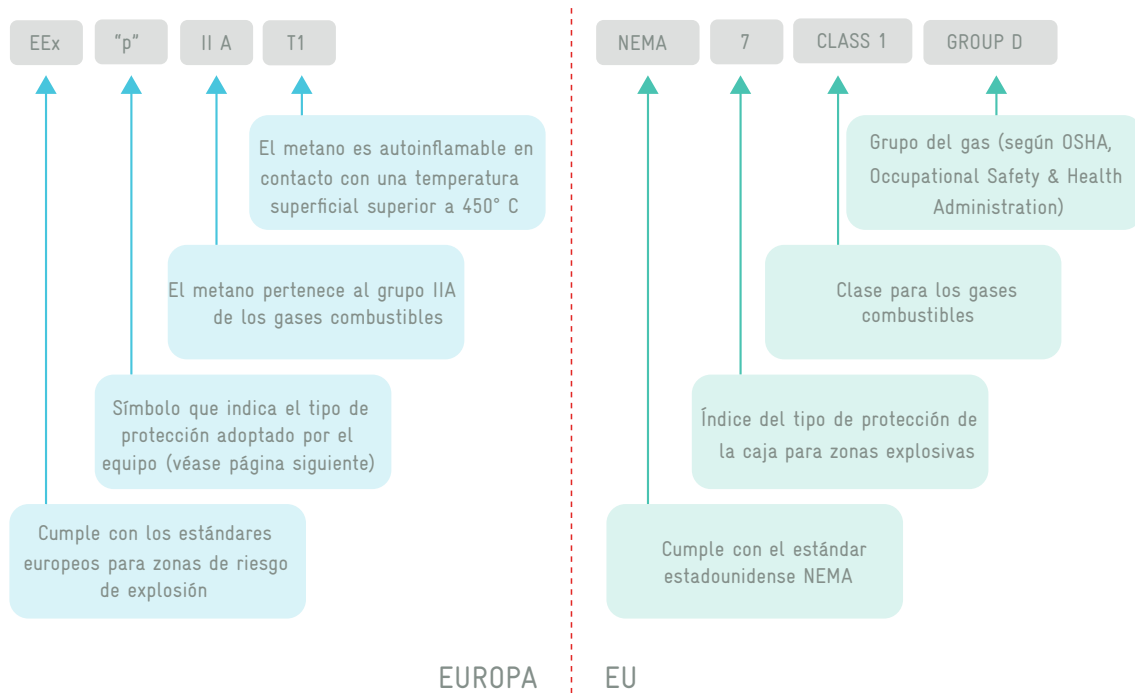 EEx "p" II A T1
El metano es autoinflamable en
contacto con una temperatura
superficial superior a 450° C
El metano pertenece al grupo IIA
de los gases combustibles
Símbolo que indica el tipo de
protección adoptado por el
equipo (véase página siguiente)
Cumple con los estándares
europeos para zonas de riesgo
de explosión
EUROPA
NEMA 7 CLASS 1 GROUP D
Grupo del gas (según OSHA,
Occupational Safety & Health
Administration)
Clase para los gases
combustibles
Índice del tipo de protección de
la caja para zonas explosivas
Cumple con el estándar
estadounidense NEMA
EU